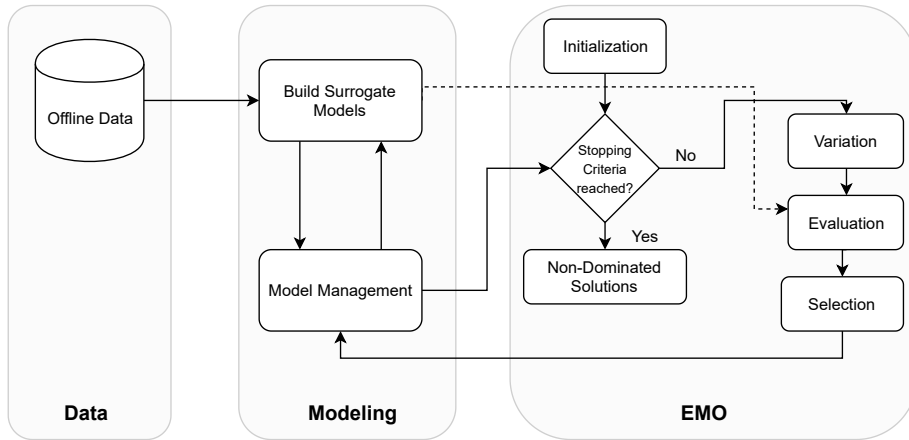 Offline Data
Data
Build Surrogate
Models
Model Management
Modeling
Initialization
Stopping
Criteria
reached?
No
Yes
Non-Dominated
Solutions
Variation
Evaluation
Selection
EMO